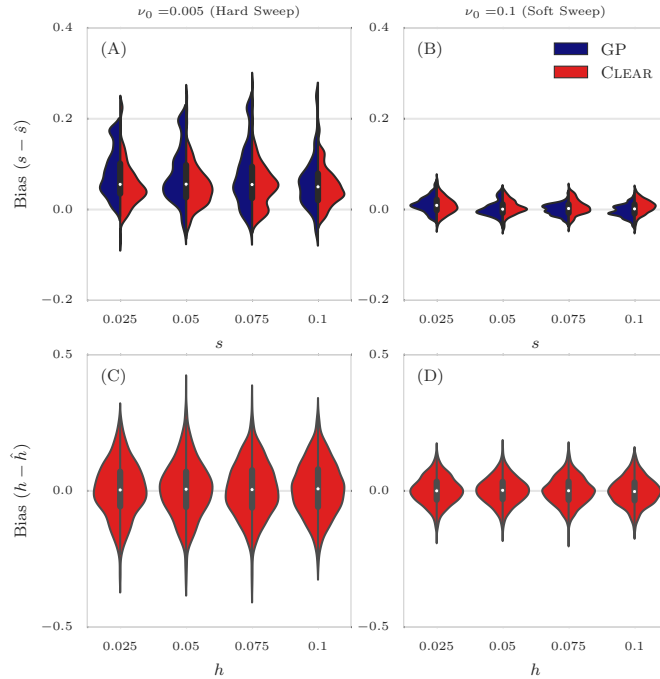 ν0 =0.005 (Hard Sweep)
ν0 =0.1 (Soft Sweep)
Bias (s − ŝ)
0.4
0.2
0.0
−0.2
(A)
0.025 0.05 0.075 0.1
s
0.4
0.2
0.0
−0.2
(B)
GP
CLEAR
0.025 0.05 0.075 0.1
s
Bias (h − ĥ)
0.5
0.0
−0.5
(C)
0.025 0.05 0.075 0.1
h
0.5
0.0
−0.5
(D)
0.025 0.05 0.075 0.1
h